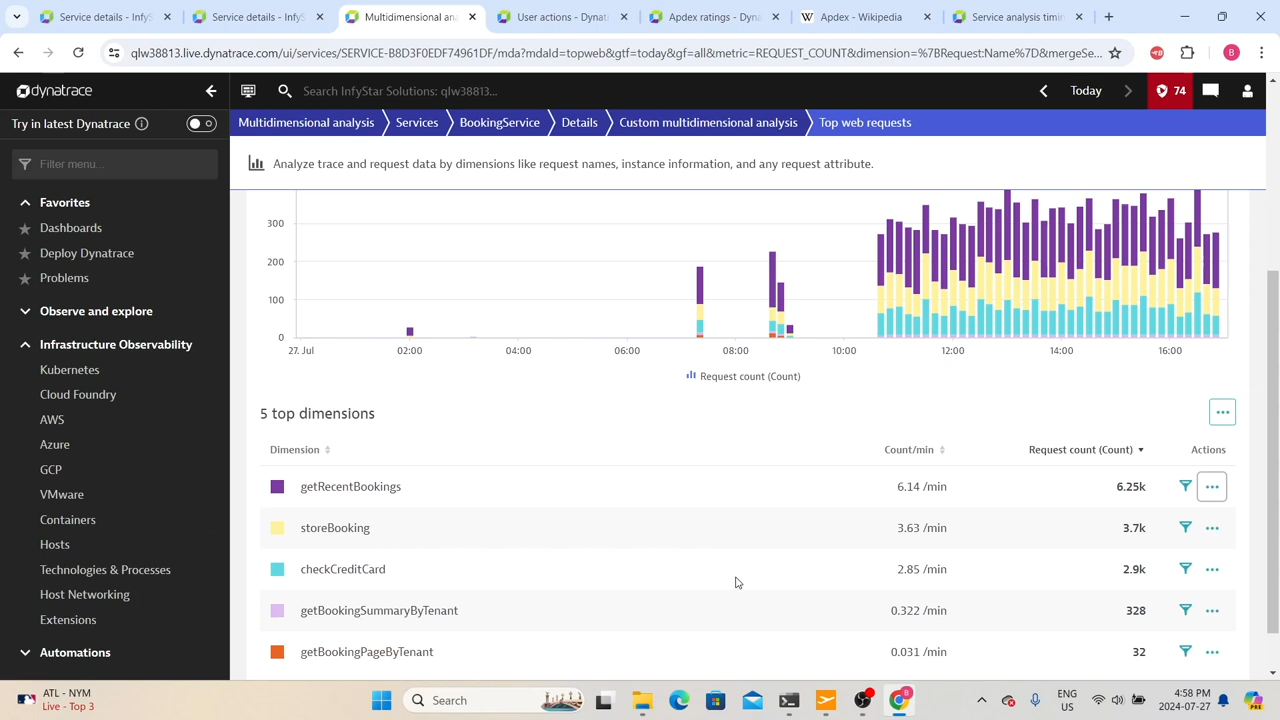 Service details - InfyS
Service details - InfyS
Multidimensional an
User actions - Dynat
Apdex ratings - Dyn
Apdex - Wikipedia
Service analysis timin
qlw38813.live.dynatrace.com/ui/services/SERVICE-B8D3F0EDF74961DF/mda?mdaId=topweb&gtf=today&gf=all&metric=REQUEST_COUNT&dimension=%7BRequest:Name%7D&mergeSe...
B
dynatrace
Search InfyStar Solutions: qlw38813...
Today
74
Try in latest Dynatrace
Multidimensional analysis
Services
BookingService
Details
Custom multidimensional analysis
Top web requests
Filter menu...
Analyze trace and request data by dimensions like request names, instance information, and any request attribute.
Favorites
Dashboards
Deploy Dynatrace
Problems
Observe and explore
Infrastructure Observability
Kubernetes
Cloud Foundry
AWS
Azure
GCP
VMware
Containers
Hosts
Technologies & Processes
Host Networking
Extensions
Automations
300
200
100
0
27. Jul 02:00 04:00 06:00 08:00 10:00 12:00 14:00 16:00
Request count (Count)
5 top dimensions
Dimension Count/min Request count (Count) Actions
getRecentBookings 6.14 /min 6.25k
storeBooking 3.63 /min 3.7k
checkCreditCard 2.85 /min 2.9k
getBookingSummaryByTenant 0.322 /min 328
getBookingPageByTenant 0.031 /min 32
ATL - NYM
Live - Top 3
Search
ENG
US
4:58 PM
2024-07-27